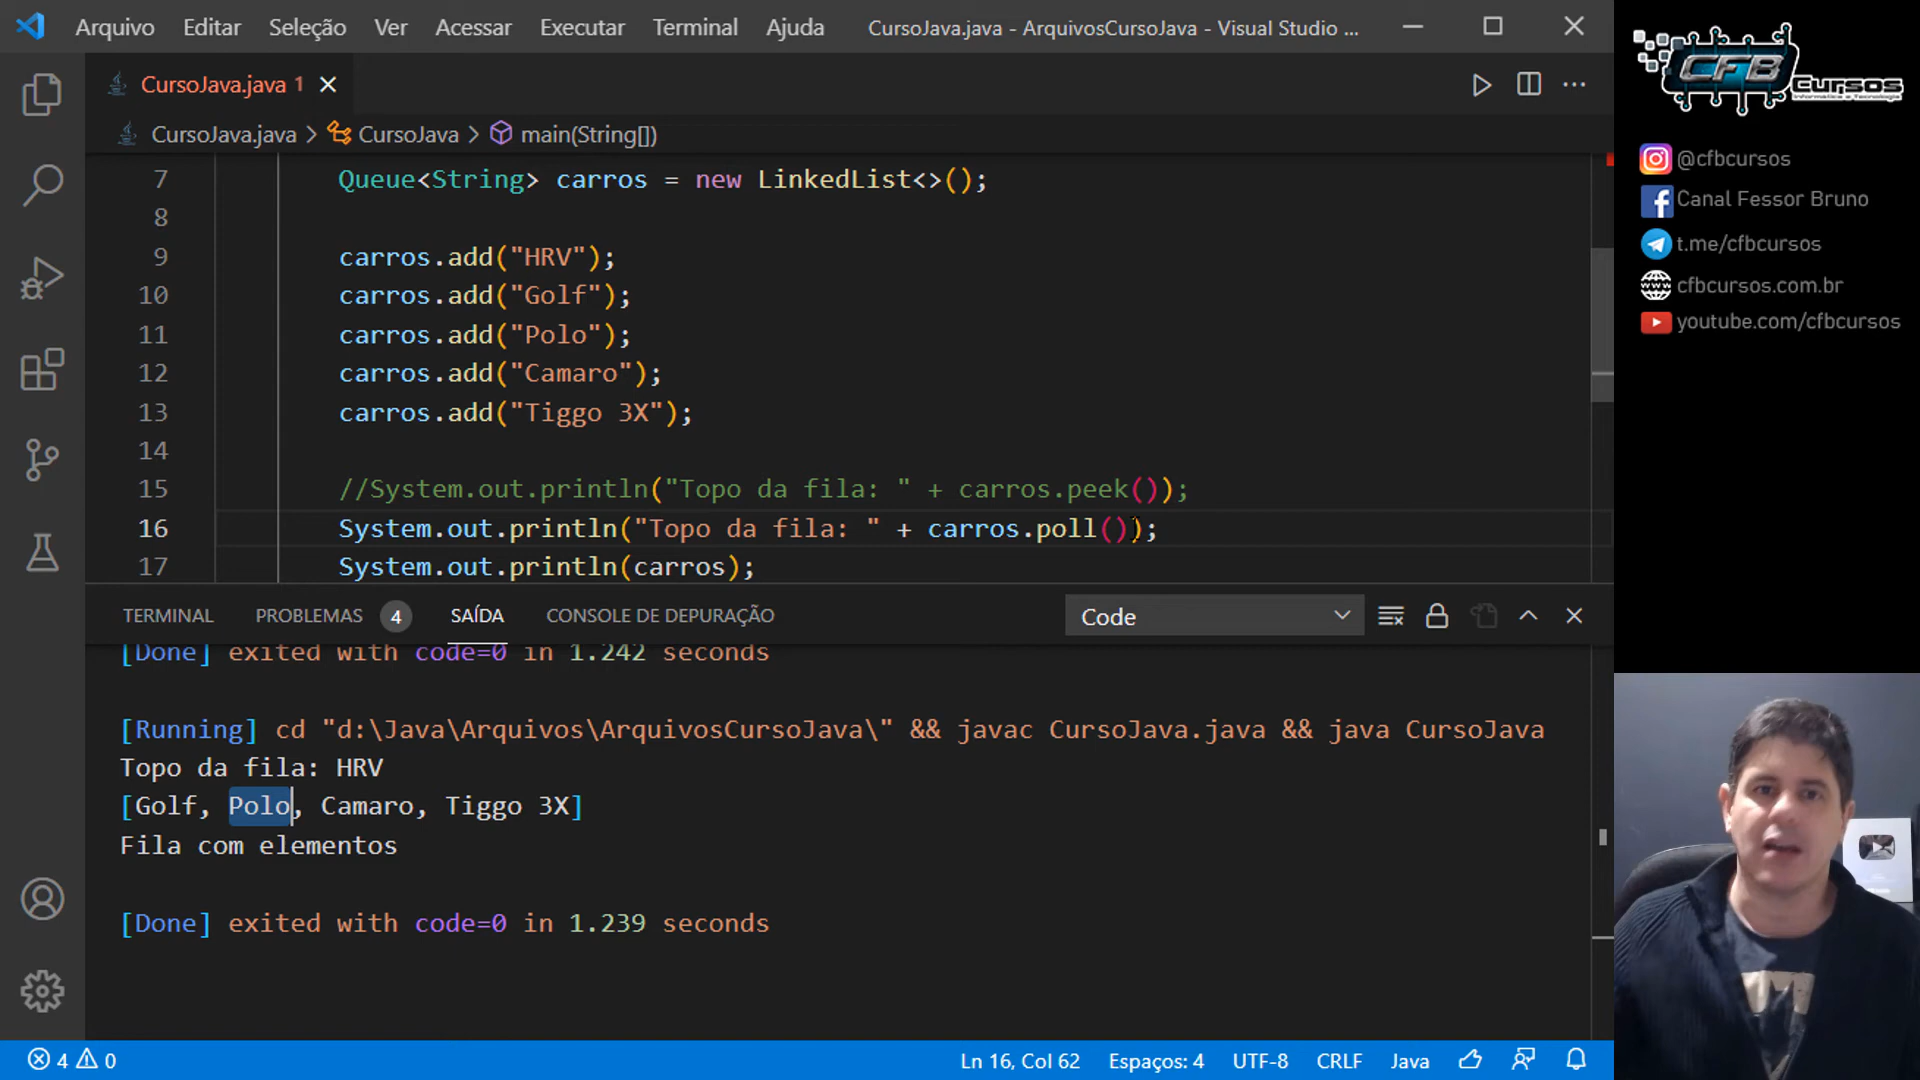 Arquivo Editar Seleção Ver Acessar Executar Terminal Ajuda CursoJava.java - ArquivosCursoJava - Visual Studio ...
CursoJava.java 1
CursoJava.java > CursoJava > main(String[])
7 Queue<String> carros = new LinkedList<>();
8
9 carros.add("HRV");
10 carros.add("Golf");
11 carros.add("Polo");
12 carros.add("Camaro");
13 carros.add("Tiggo 3X");
14
15 //System.out.println("Topo da fila: " + carros.peek());
16 System.out.println("Topo da fila: " + carros.poll());
17 System.out.println(carros);
TERMINAL PROBLEMAS 4 SAÍDA CONSOLE DE DEPURAÇÃO Code
[Done] exited with code=0 in 1.242 seconds
[Running] cd "d:\Java\Arquivos\ArquivosCursoJava\" && javac CursoJava.java && java CursoJava
Topo da fila: HRV
[Golf, Polo, Camaro, Tiggo 3X]
Fila com elementos
[Done] exited with code=0 in 1.239 seconds
4 0 Ln 16, Col 62 Espaços: 4 UTF-8 CRLF Java
CFB Cursos
@cfbcursos
Canal Fessor Bruno
t.me/cfbcursos
cfbcursos.com.br
youtube.com/cfbcursos